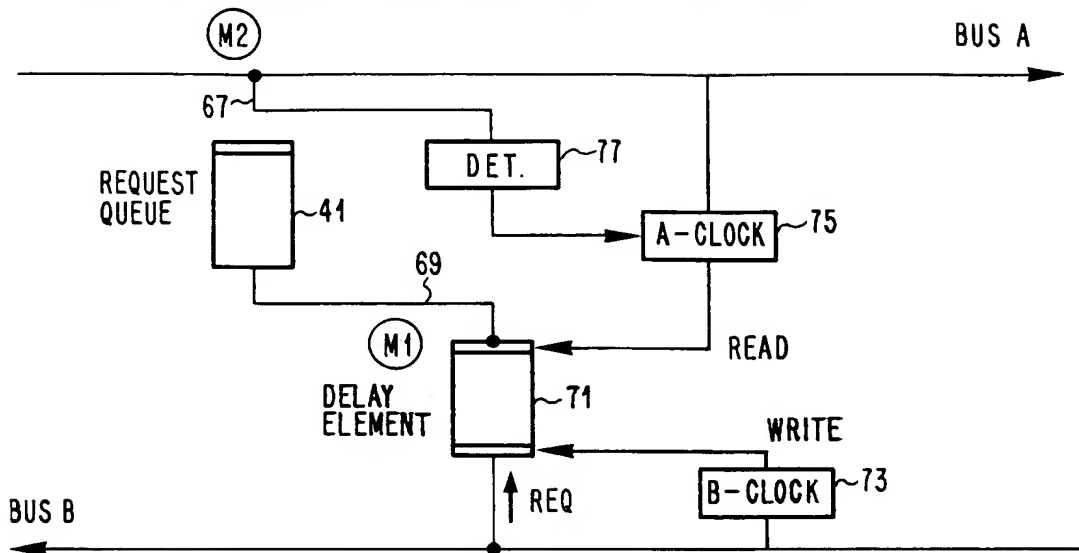 M2
BUS A
67
DET.
77
REQUEST
QUEUE
41
A-CLOCK
75
69
M1
READ
DELAY
ELEMENT
71
WRITE
B-CLOCK
73
REQ
BUS B